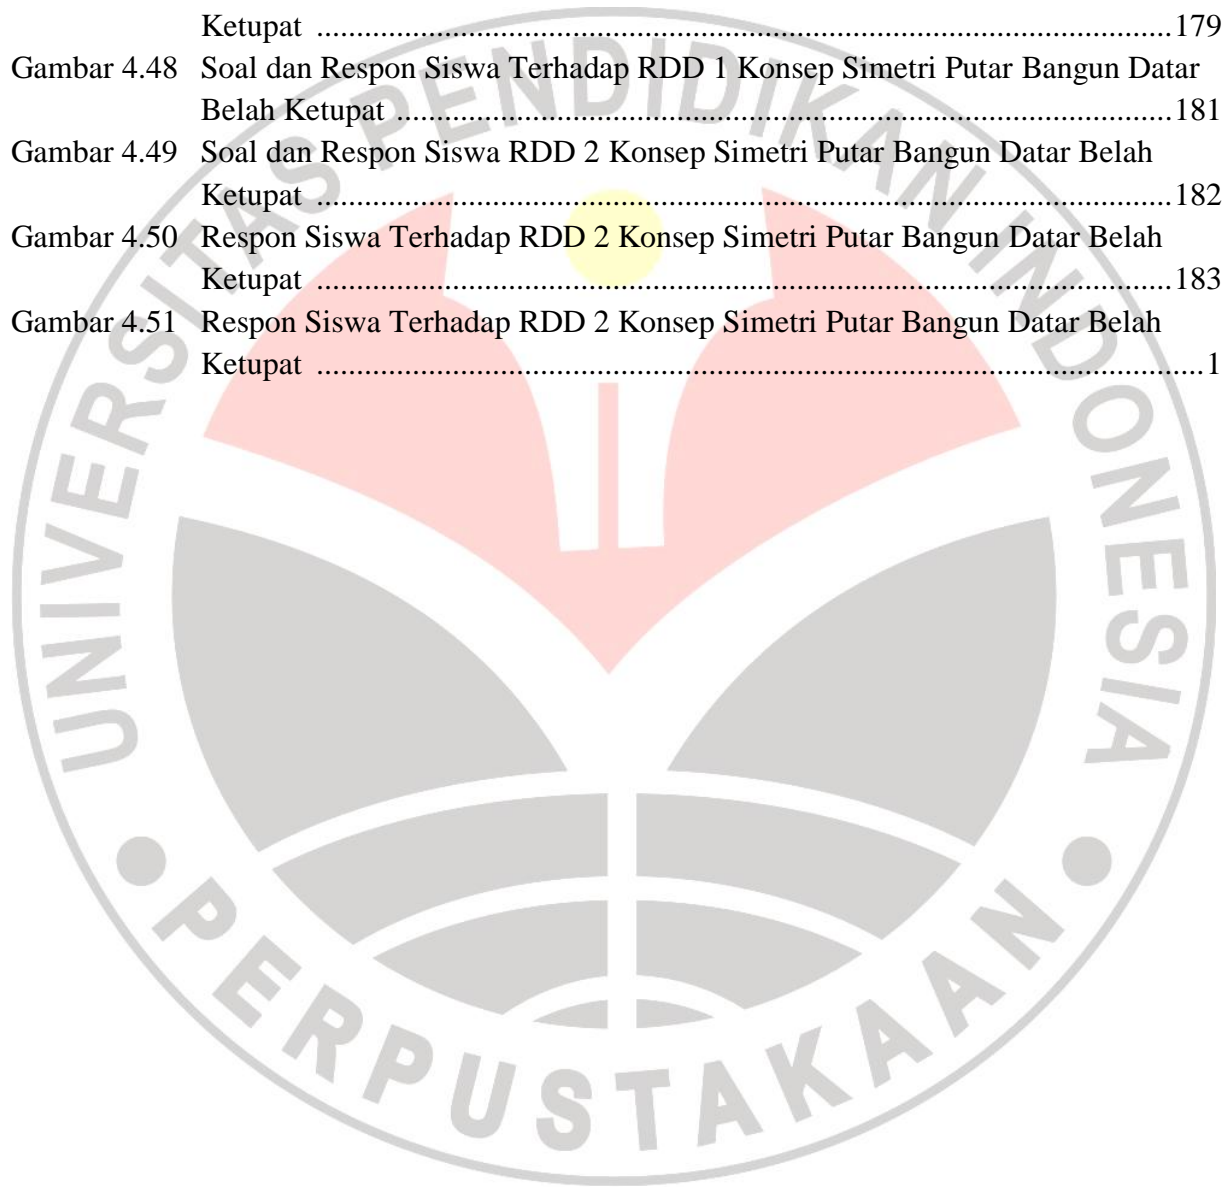 Ketupat ........................................................................................................179
Gambar 4.48 Soal dan Respon Siswa Terhadap RDD 1 Konsep Simetri Putar Bangun Datar
Belah Ketupat ..............................................................................................181
Gambar 4.49 Soal dan Respon Siswa RDD 2 Konsep Simetri Putar Bangun Datar Belah
Ketupat ........................................................................................................182
Gambar 4.50 Respon Siswa Terhadap RDD 2 Konsep Simetri Putar Bangun Datar Belah
Ketupat ........................................................................................................183
Gambar 4.51 Respon Siswa Terhadap RDD 2 Konsep Simetri Putar Bangun Datar Belah
Ketupat ............................................................................................................1
UNIVERSITAS PENDIDIKAN INDONESIA
PERPUSTAKAAN